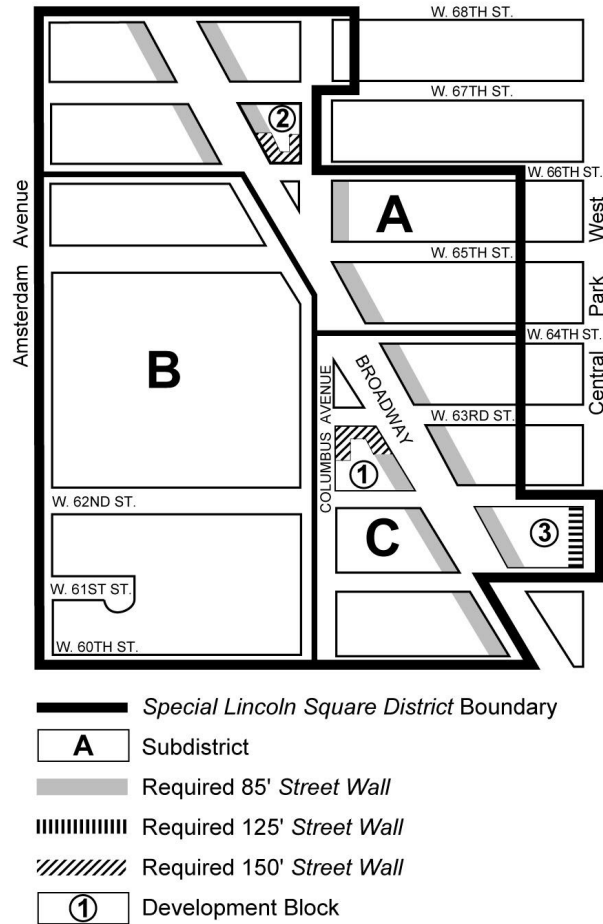 W. 68TH ST.
W. 67TH ST.
2
W. 66TH ST.
A
W. 65TH ST.
W. 64TH ST.
Amsterdam Avenue
Central Park West
B
COLUMBUS AVENUE
BROADWAY
W. 63RD ST.
1
W. 62ND ST.
C
3
W. 61ST ST.
W. 60TH ST.
Special Lincoln Square District Boundary
A Subdistrict
Required 85' Street Wall
Required 125' Street Wall
Required 150' Street Wall
1 Development Block